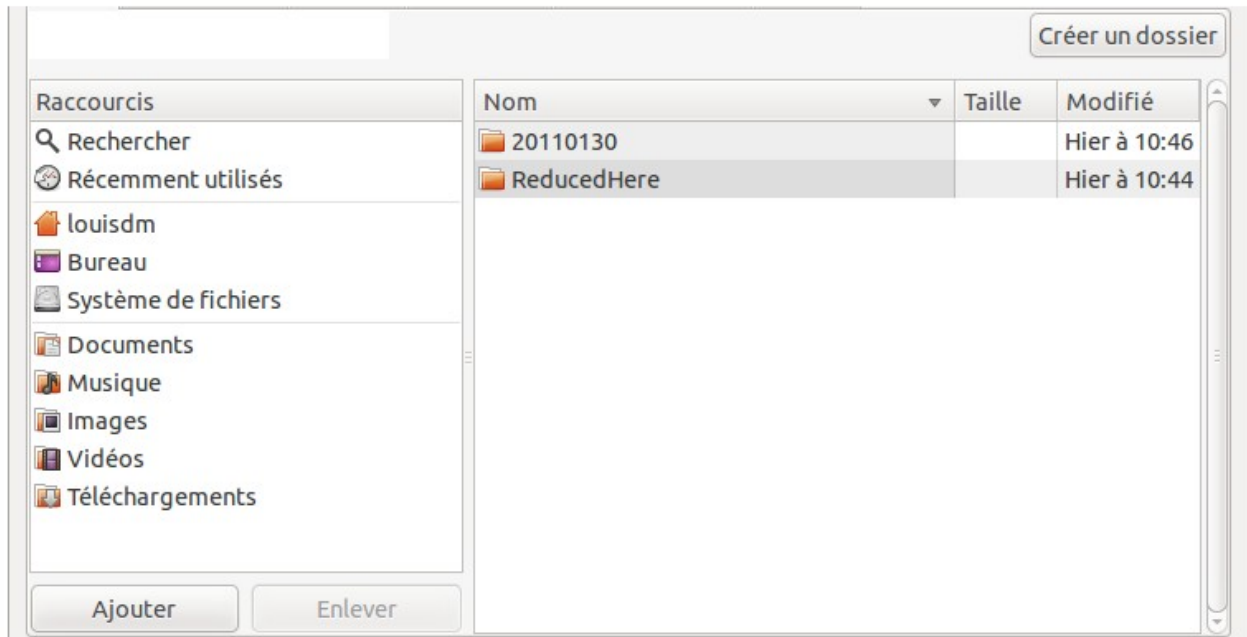 Créer un dossier
Raccourcis
Rechercher
Récemment utilisés
louisdm
Bureau
Système de fichiers
Documents
Musique
Images
Vidéos
Téléchargements
Ajouter
Enlever
Nom Taille Modifié
20110130 Hier à 10:46
ReducedHere Hier à 10:44